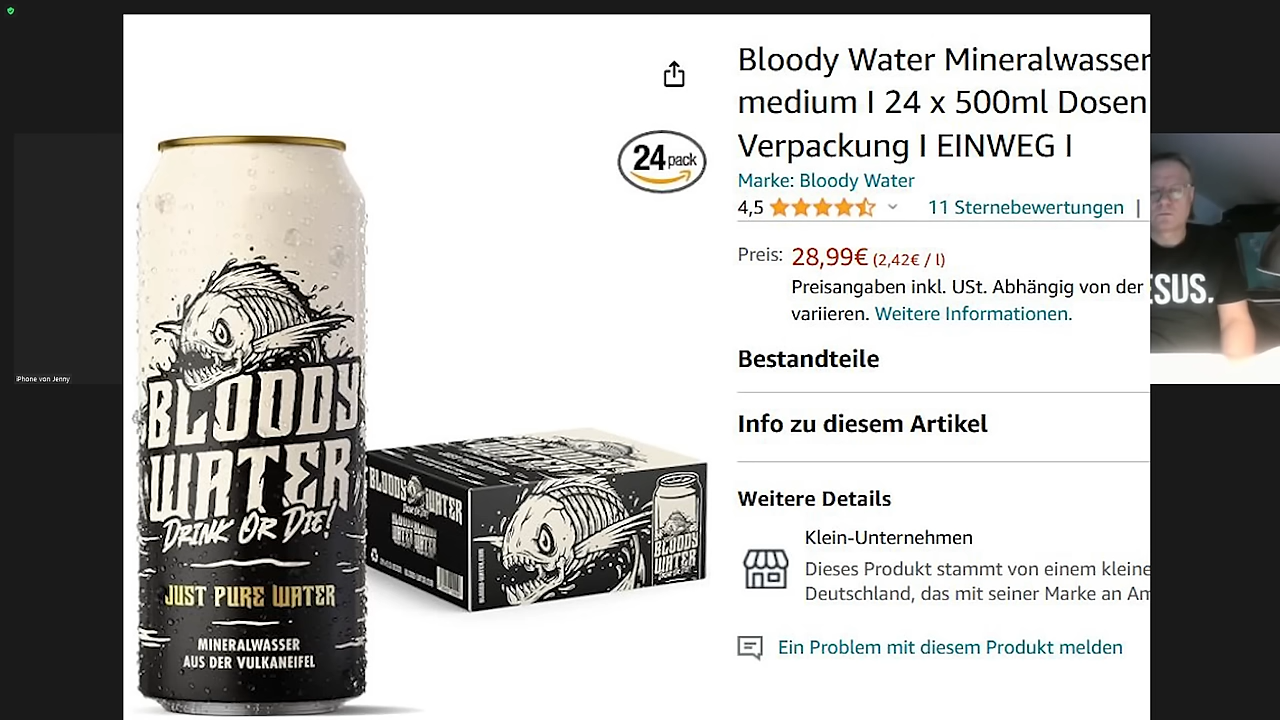 Bloody Water Mineralwasser
medium I 24 x 500ml Dosen
Verpackung I EINWEG I
Marke: Bloody Water
4,5
11 Sternebewertungen |
Preis: 28,99€ (2,42€ / l)
Preisangaben inkl. USt. Abhängig von der
variieren. Weitere Informationen.
Bestandteile
Info zu diesem Artikel
Weitere Details
Klein-Unternehmen
Dieses Produkt stammt von einem kleine
Deutschland, das mit seiner Marke an Am
Ein Problem mit diesem Produkt melden
24 pack
BLOODY
WATER
DRINK OR DIE!
JUST PURE WATER
MINERALWASSER
AUS DER VULKANEIFEL
BLOODY WATER
BLOODY
WATER
ESUS.
iPhone von Jenny